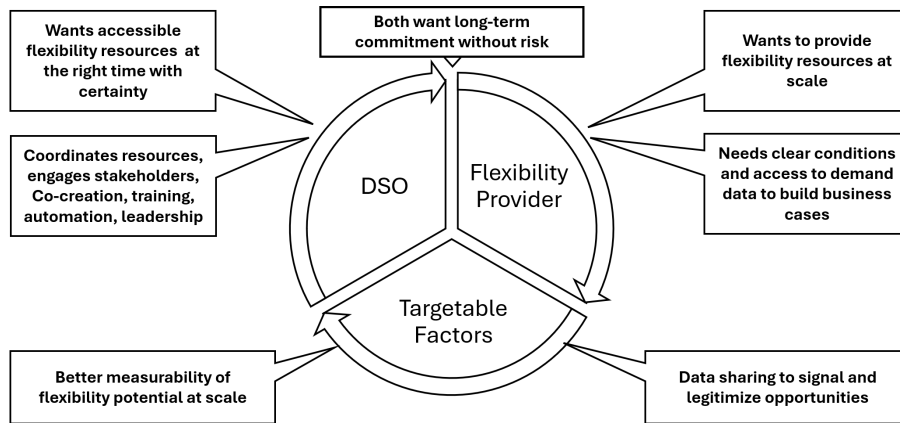 Both want long-term
commitment without risk
Wants accessible
flexibility resources at
the right time with
certainty
Wants to provide
flexibility resources at
scale
Coordinates resources,
engages stakeholders,
Co-creation, training,
automation, leadership
DSO
Flexibility
Provider
Needs clear conditions
and access to demand
data to build business
cases
Targetable
Factors
Better measurability of
flexibility potential at scale
Data sharing to signal and
legitimize opportunities